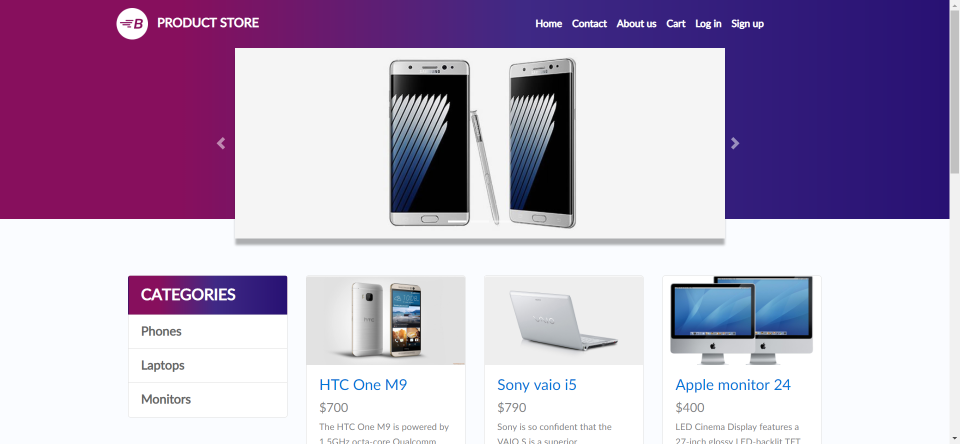 B PRODUCT STORE
Home Contact About us Cart Log in Sign up
SAMSUNG
CATEGORIES
Phones
Laptops
Monitors
VAIO
HTC One M9
$700
The HTC One M9 is powered by
1.5GHz octa-core Qualcomm
Sony vaio i5
$790
Sony is so confident that the
VAIO S is a superior
Apple monitor 24
$400
LED Cinema Display features a
27-inch glossy LED-backlit TFT